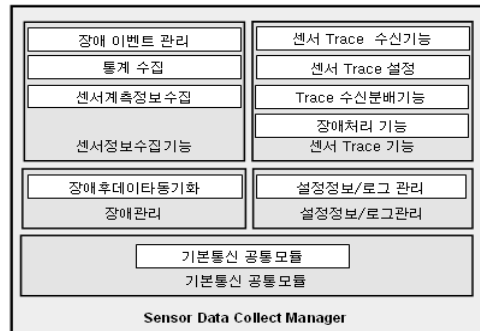 장애 이벤트 관리
통계 수집
센서계측정보수집
센서정보수집기능
센서 Trace 수신기능
센서 Trace 설정
Trace 수신분배기능
장애처리 기능
센서 Trace 기능
장애후데이타동기화
장애관리
설정정보/로그 관리
설정정보/로그관리
기본통신 공통모듈
기본통신 공통모듈
Sensor Data Collect Manager